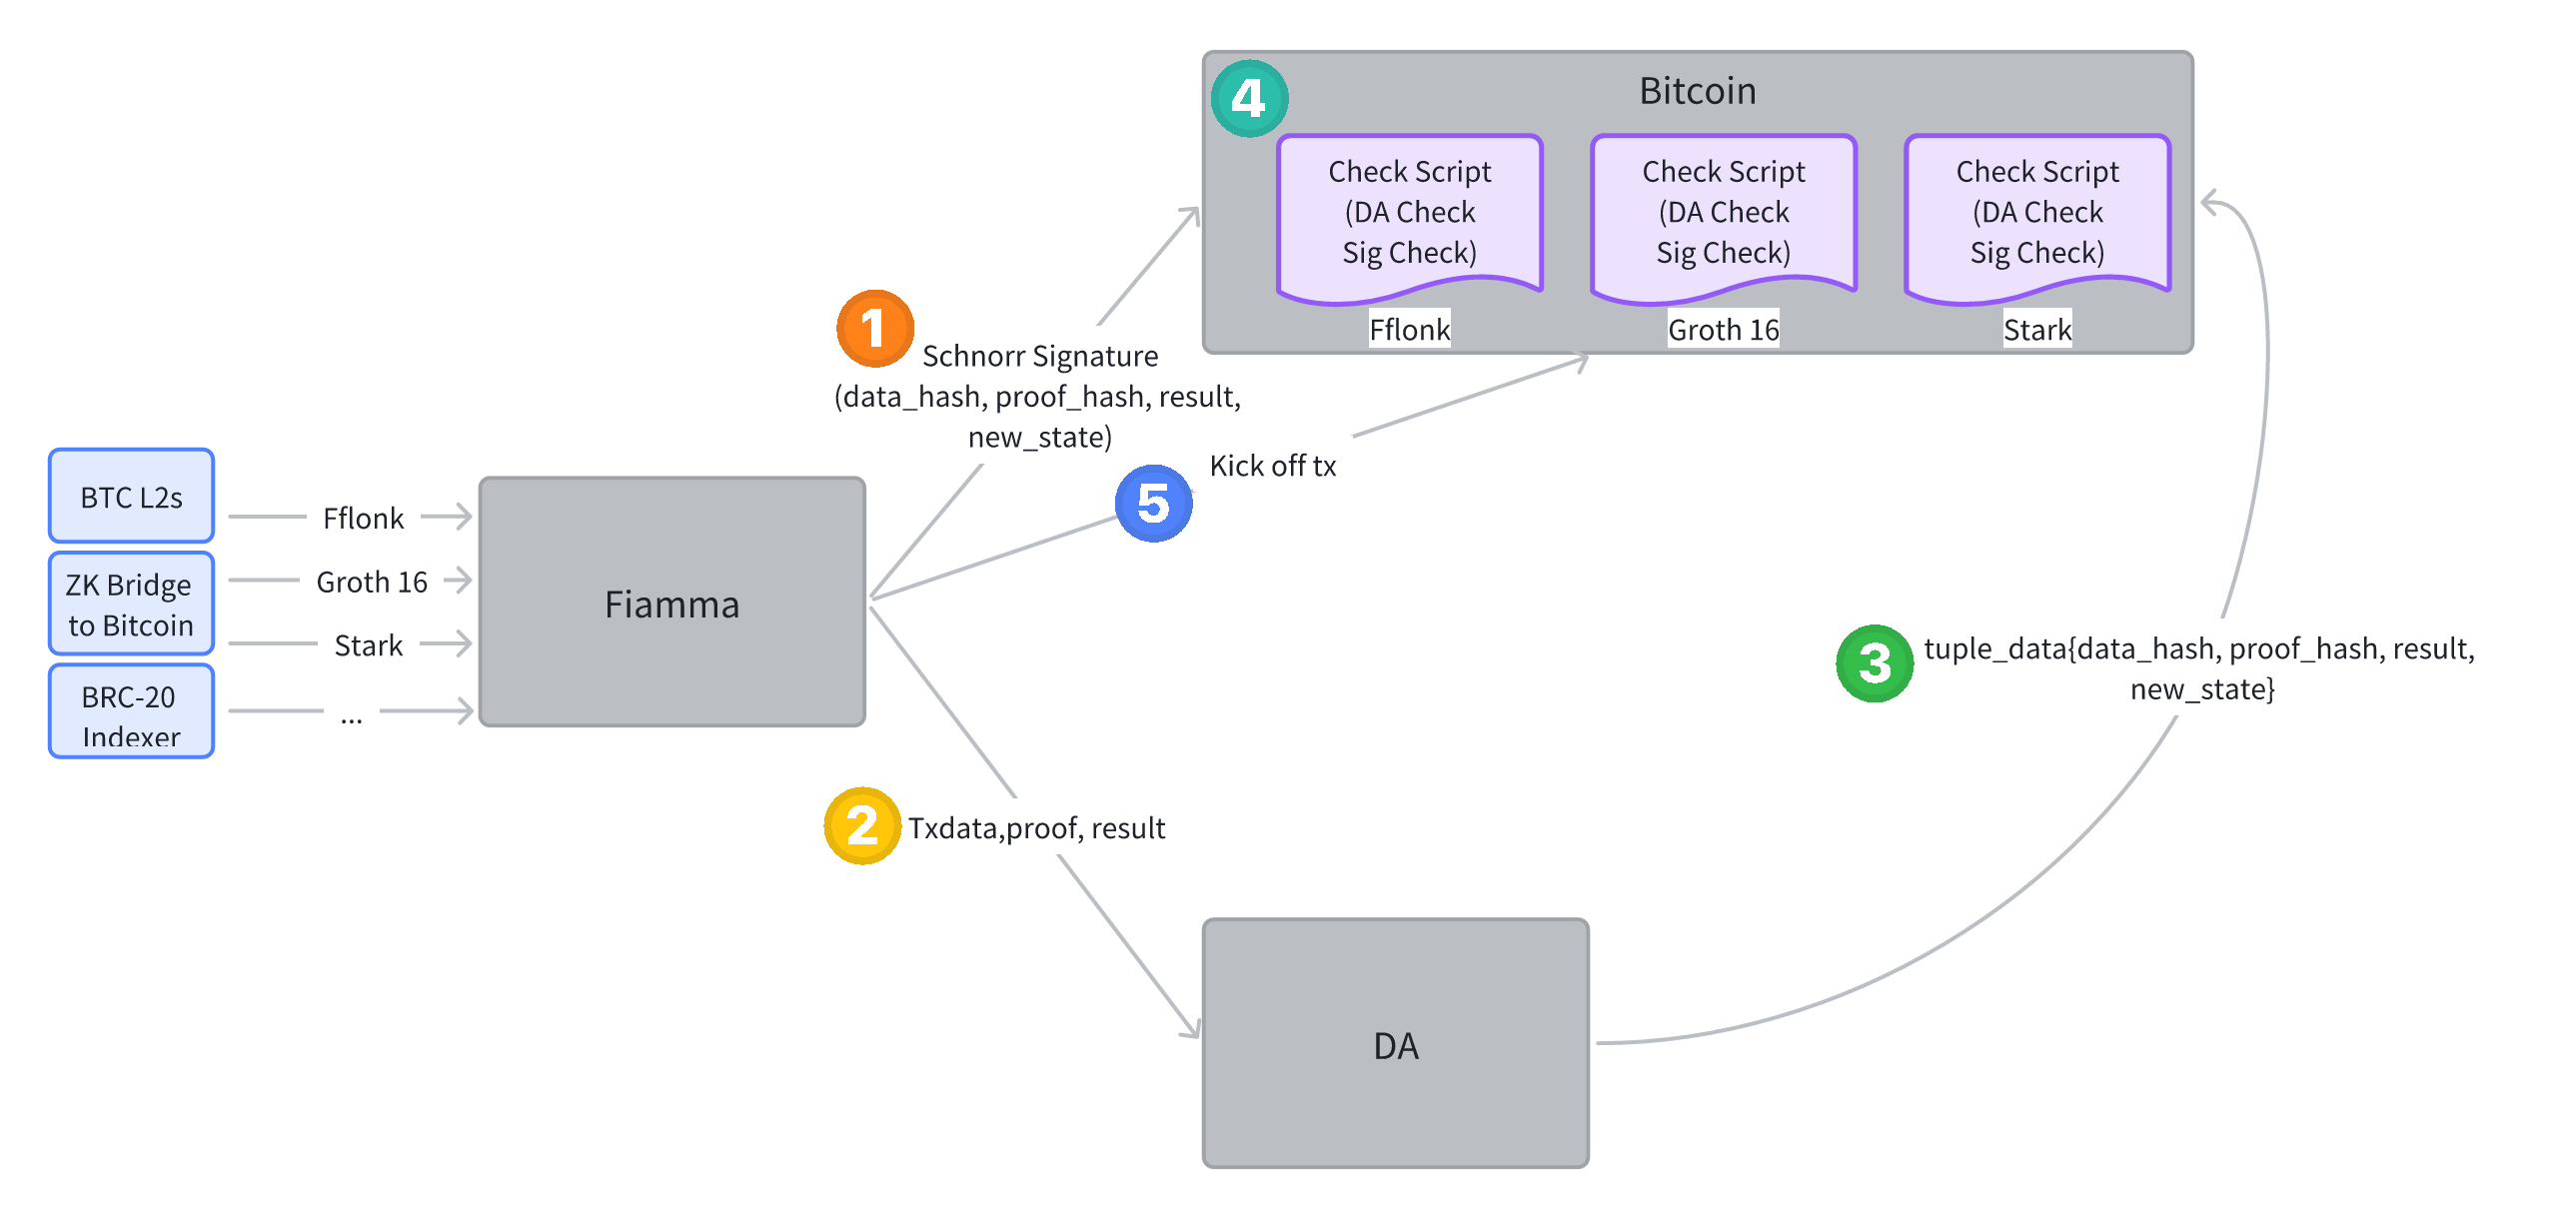 4
Bitcoin
Check Script
(DA Check
Sig Check)
Fflonk
Check Script
(DA Check
Sig Check)
Groth 16
Check Script
(DA Check
Sig Check)
Stark
1
Schnorr Signature
(data_hash, proof_hash, result,
new_state)
5
Kick off tx
BTC L2s
ZK Bridge
to Bitcoin
BRC-20
Indexer
Fflonk
Groth 16
Stark
...
Fiamma
3
tuple_data{data_hash, proof_hash, result,
new_state}
2
Txdata,proof, result
DA